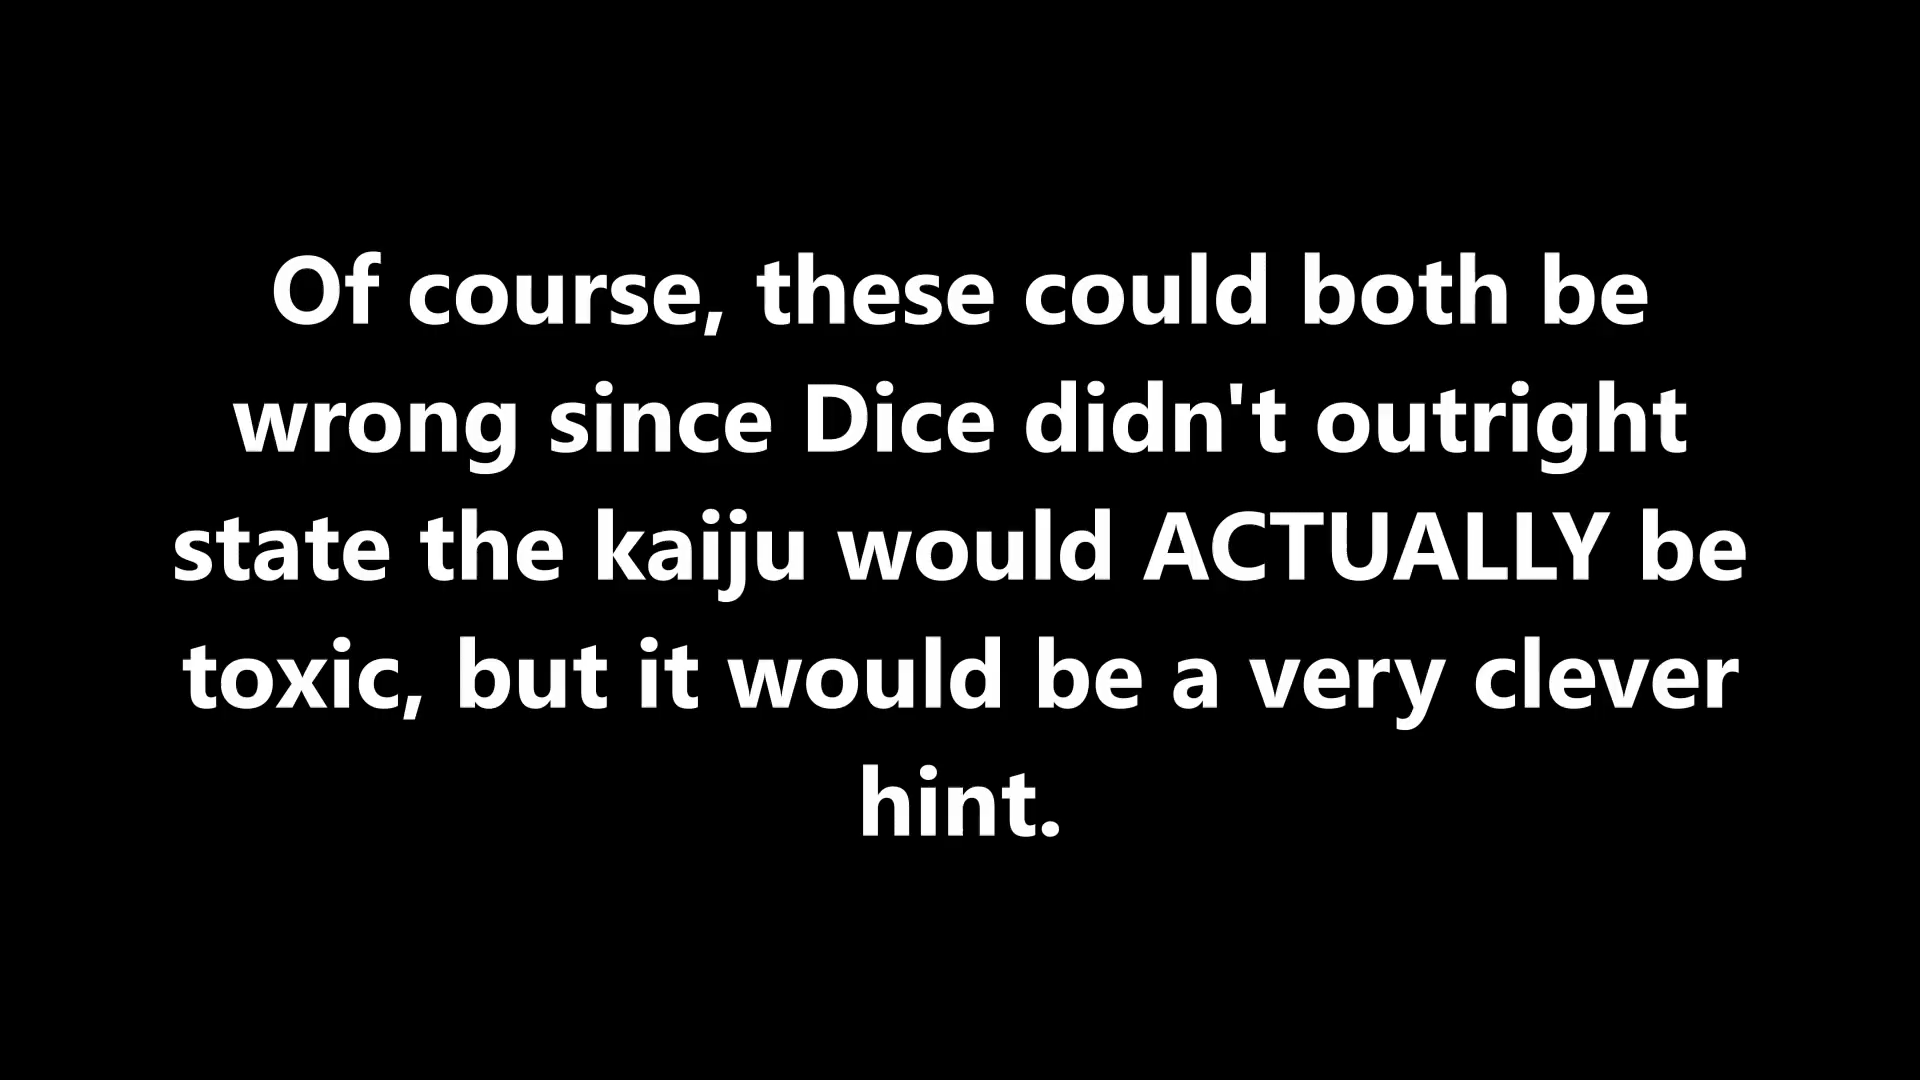 Of course, these could both be
wrong since Dice didn't outright
state the kaiju would ACTUALLY be
toxic, but it would be a very clever
hint.